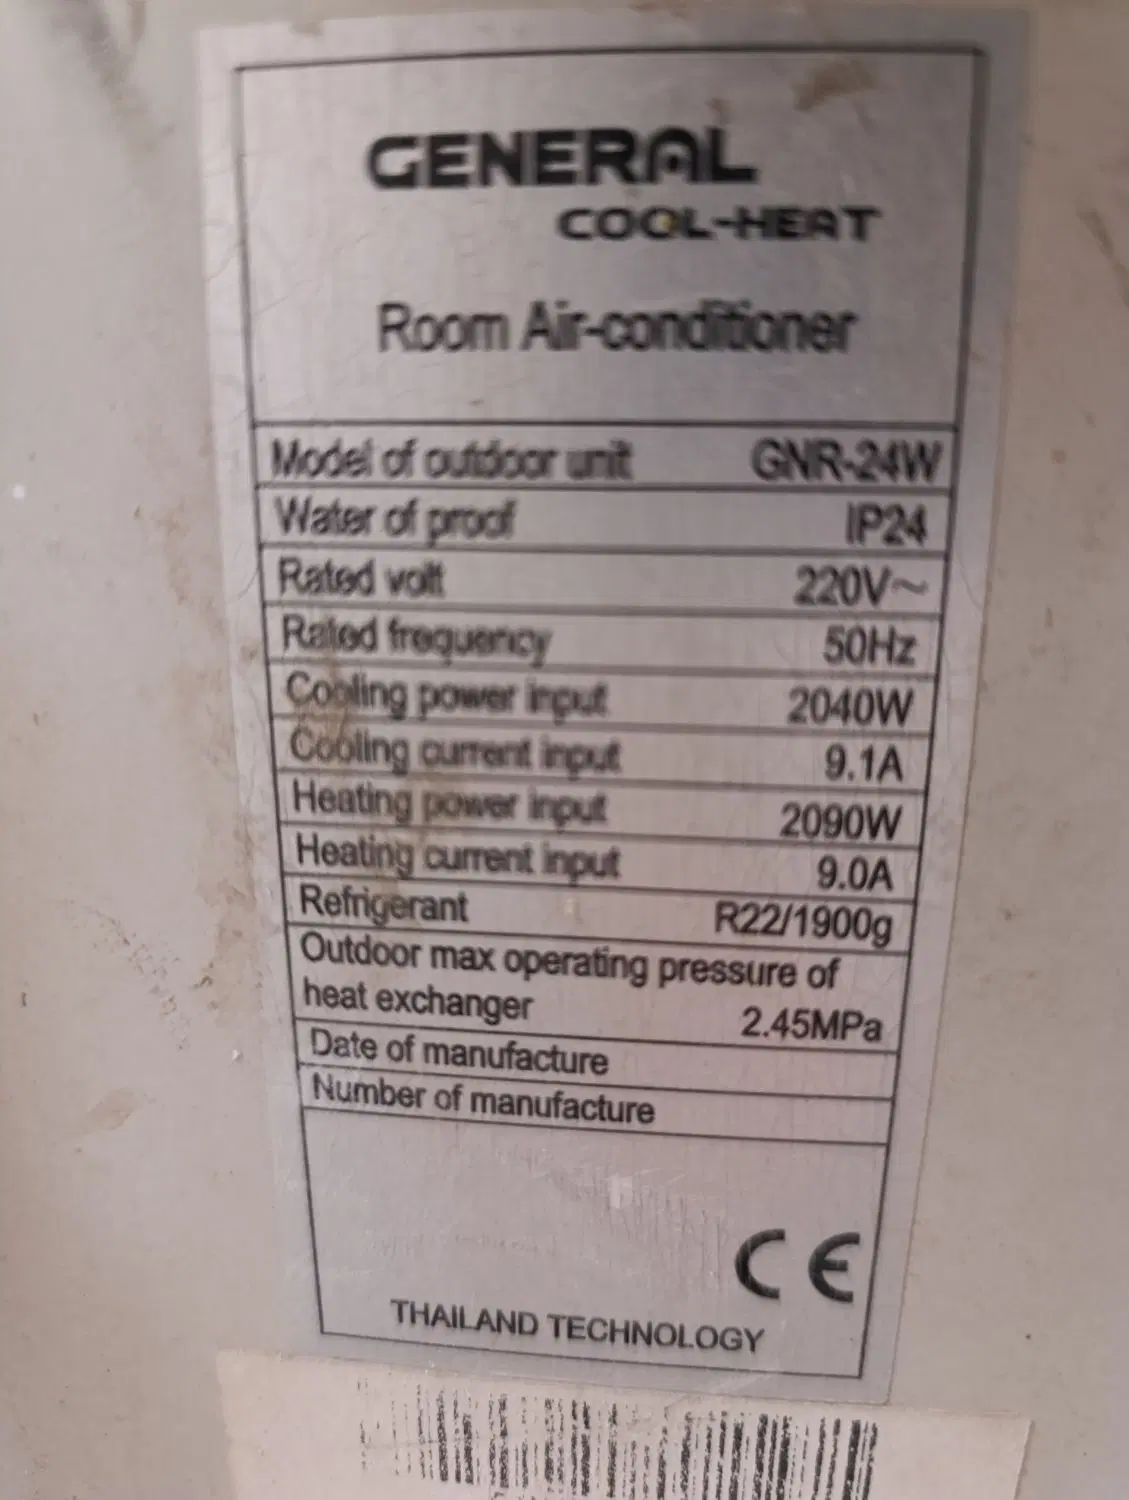 GENERAL
COOL-HEAT
Room Air-conditioner
Model of outdoor unit GNR-24W
Water of proof IP24
Rated volt 220V~
Rated frequency 50Hz
Cooling power input 2040W
Cooling current input 9.1A
Heating power input 2090W
Heating current input 9.0A
Refrigerant R22/1900g
Outdoor max operating pressure of
heat exchanger 2.45MPa
Date of manufacture
Number of manufacture
CE
THAILAND TECHNOLOGY